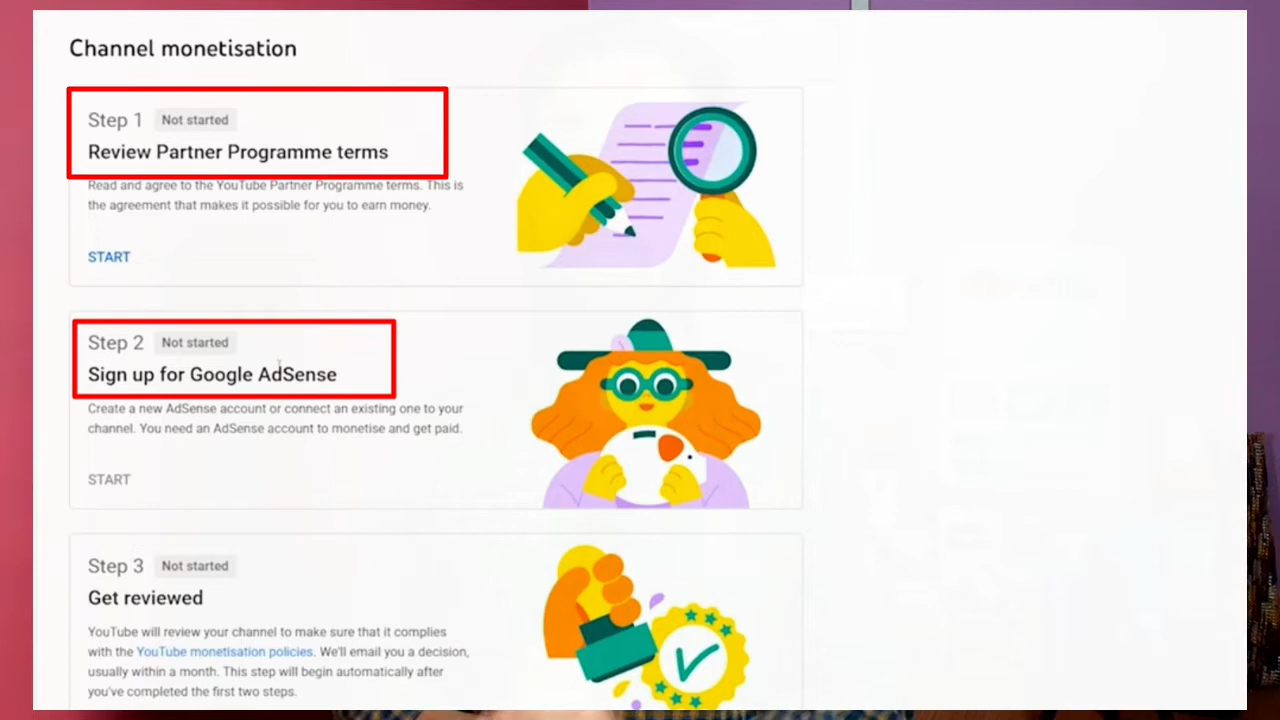 Channel monetisation
Step 1 Not started
Review Partner Programme terms
Read and agree to the YouTube Partner Programme terms. This is
the agreement that makes it possible for you to earn money.
START
Step 2 Not started
Sign up for Google AdSense
Create a new AdSense account or connect an existing one to your
channel. You need an AdSense account to monetise and get paid.
START
Step 3 Not started
Get reviewed
YouTube will review your channel to make sure that it complies
with the YouTube monetisation policies. We'll email you a decision,
usually within a month. This step will begin automatically after
you've completed the first two steps.